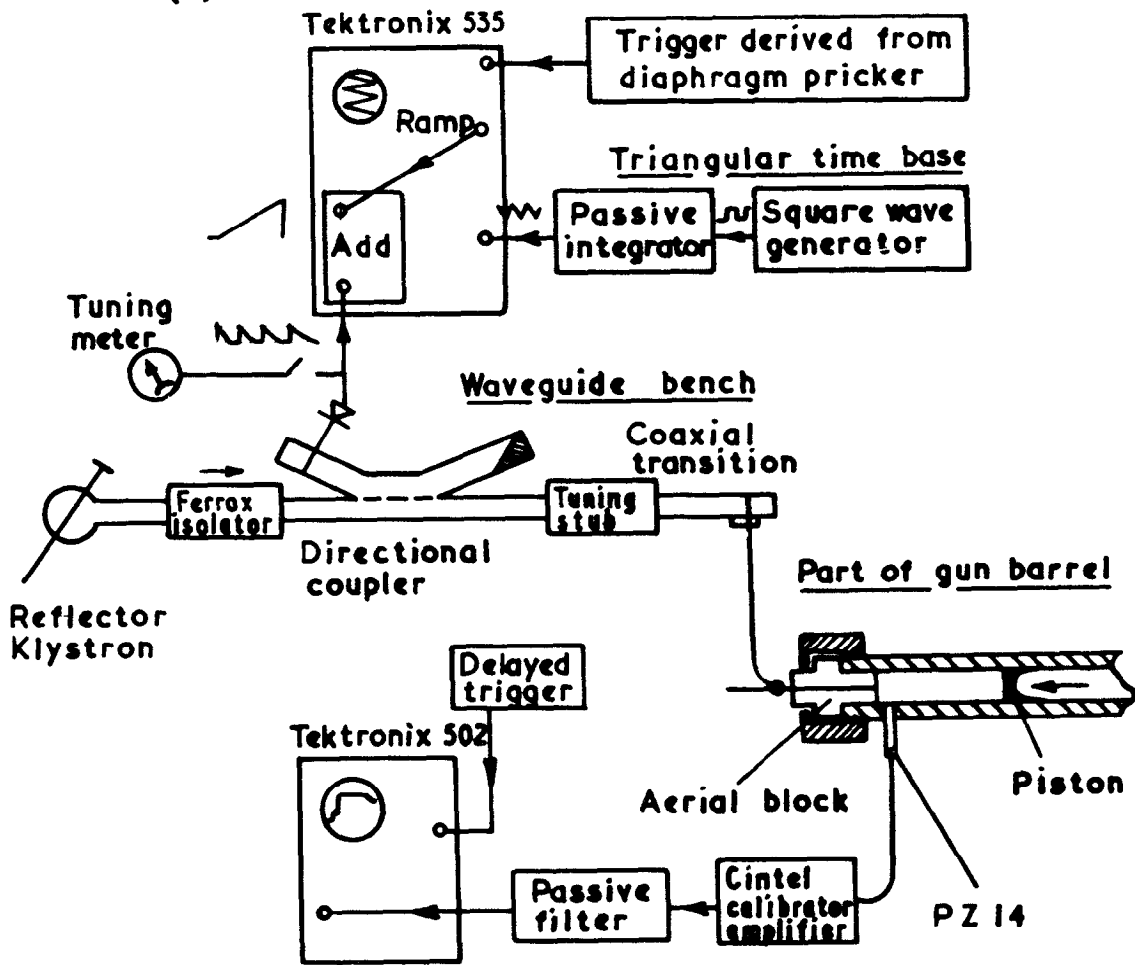 Tektronix 535
Trigger derived from
diaphragm pricker
Ramp
Triangular time base
Add
Passive
integrator
Square wave
generator
Tuning
meter
Waveguide bench
Coaxial
transition
Ferrox
isolator
Tuning
stub
Directional
coupler
Reflector
Klystron
Part of gun barrel
Delayed
trigger
Tektronix 502
Aerial block
Piston
Passive
filter
Cintel
calibrator
amplifier
PZ 14